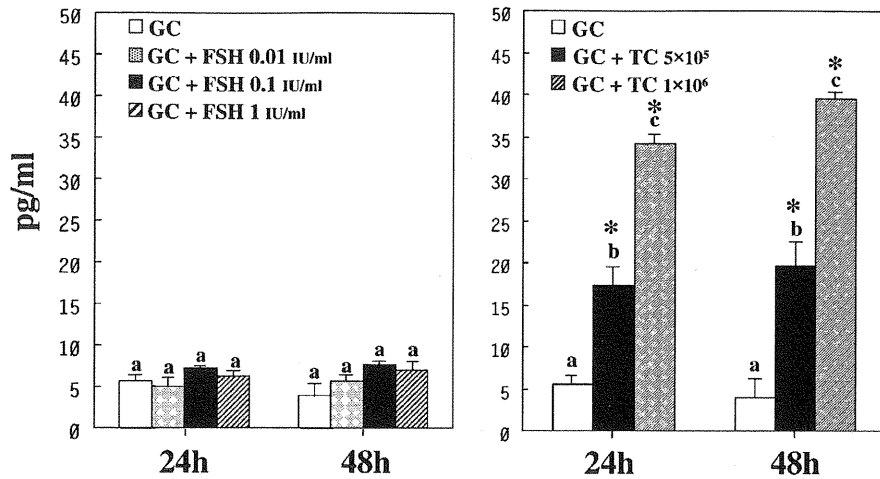 50
45
40
35
30
25
20
15
10
5
0
pg/ml
GC
GC + FSH 0.01 IU/ml
GC + FSH 0.1 IU/ml
GC + FSH 1 IU/ml
a a a a
a a a a
24h 48h
50
45
40
35
30
25
20
15
10
5
0
GC
GC + TC 5×10⁵
GC + TC 1×10⁶
a * b * c
a * b * c
24h 48h